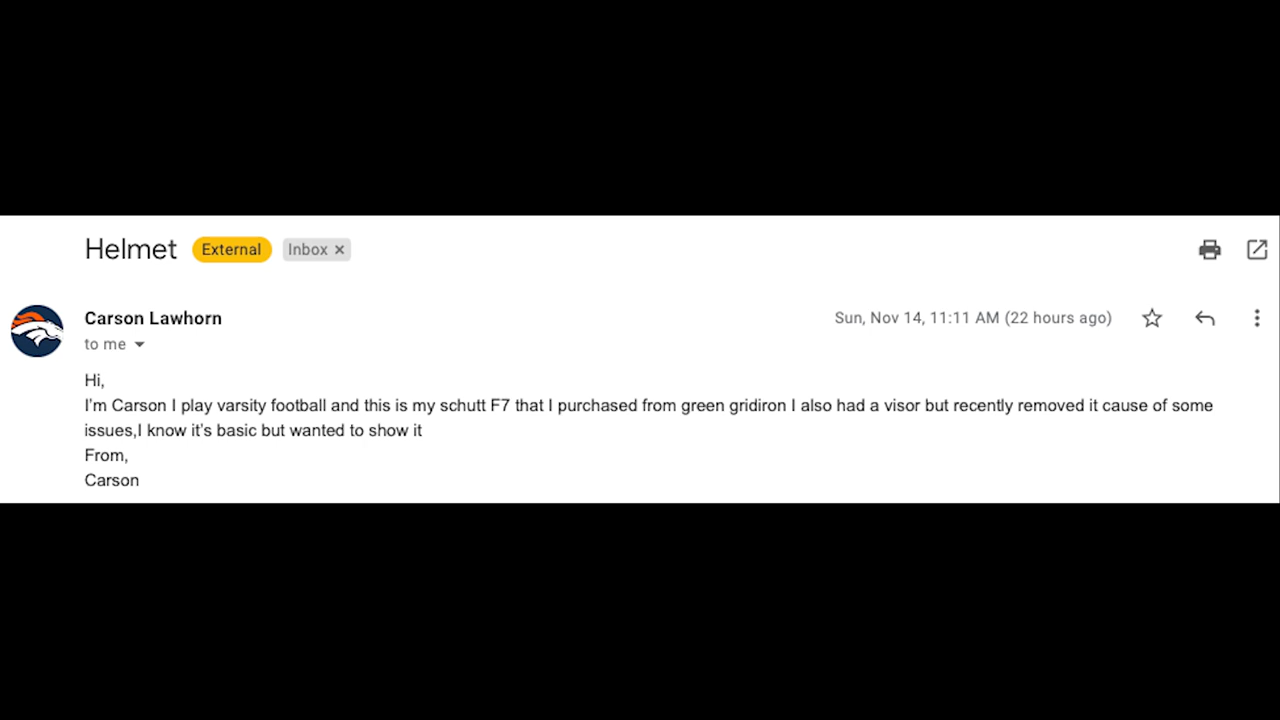 Helmet External Inbox ×
Carson Lawhorn Sun, Nov 14, 11:11 AM (22 hours ago)
to me
Hi,
I'm Carson I play varsity football and this is my schutt F7 that I purchased from green gridiron I also had a visor but recently removed it cause of some
issues,I know it's basic but wanted to show it
From,
Carson